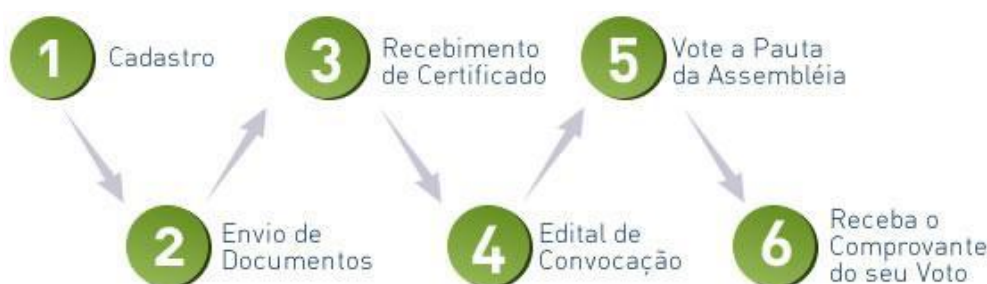 1 Cadastro
2 Envio de
Documentos
3 Recebimento
de Certificado
4 Edital de
Convocação
5 Vote a Pauta
da Assembléia
6 Receba o
Comprovante
do seu Voto